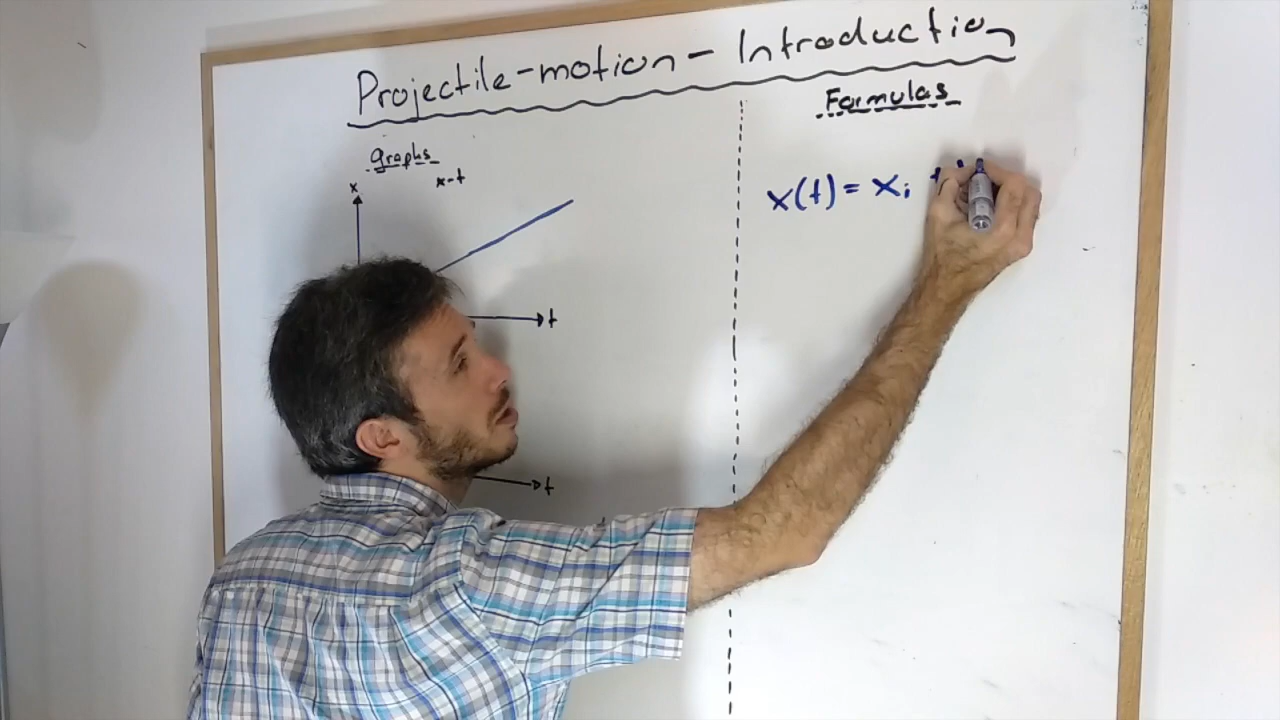 Projectile-motion - Introduction
Graphs
x-t
x
t
t
Formulas
x(t) = xi +